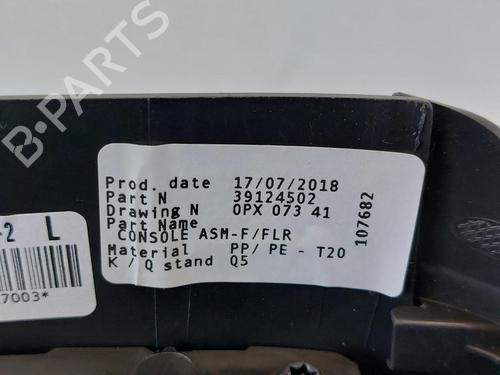 B-PARTS
Prod. date 17/07/2018
Part N 39124502
Drawing N 0PX 073 41
Part Name
CONSOLE ASM-F/FLR
Material PP/ PE - T20
K / Q stand Q5
107682
-2 L
7003*